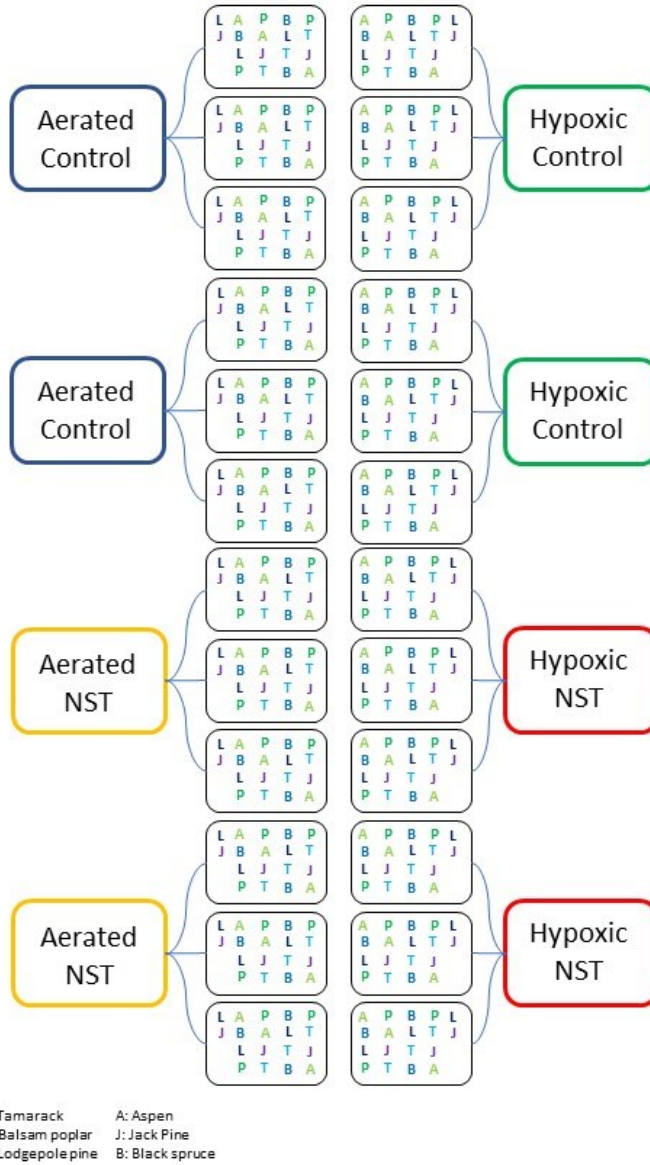 Aerated
Control
L A P B P
J B A L T
L J T J
P T B A
L A P B P
J B A L T
L J T J
P T B A
L A P B P
J B A L T
L J T J
P T B A
A P B P L
B A L T J
L J T J
P T B A
A P B P L
B A L T J
L J T J
P T B A
A P B P L
B A L T J
L J T J
P T B A
Hypoxic
Control
Aerated
Control
L A P B P
J B A L T
L J T J
P T B A
L A P B P
J B A L T
L J T J
P T B A
L A P B P
J B A L T
L J T J
P T B A
A P B P L
B A L T J
L J T J
P T B A
A P B P L
B A L T J
L J T J
P T B A
A P B P L
B A L T J
L J T J
P T B A
Hypoxic
Control
Aerated
NST
L A P B P
J B A L T
L J T J
P T B A
L A P B P
J B A L T
L J T J
P T B A
L A P B P
J B A L T
L J T J
P T B A
A P B P L
B A L T J
L J T J
P T B A
A P B P L
B A L T J
L J T J
P T B A
A P B P L
B A L T J
L J T J
P T B A
Hypoxic
NST
Aerated
NST
L A P B P
J B A L T
L J T J
P T B A
L A P B P
J B A L T
L J T J
P T B A
L A P B P
J B A L T
L J T J
P T B A
A P B P L
B A L T J
L J T J
P T B A
A P B P L
B A L T J
L J T J
P T B A
A P B P L
B A L T J
L J T J
P T B A
Hypoxic
NST
Tamarack A: Aspen
Balsam poplar J: Jack Pine
Lodgepole pine B: Black spruce